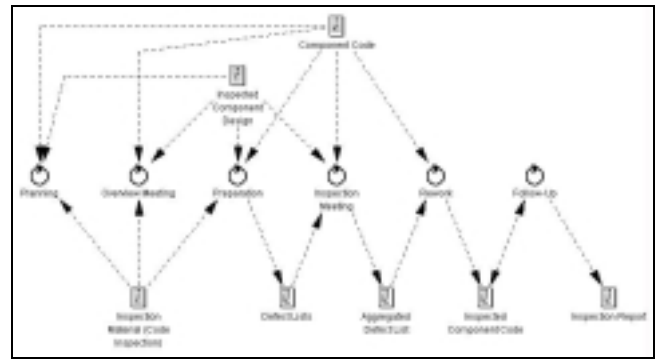 Component Code
Inspected
Component
Design
Planning
Overview Meeting
Preparation
Inspection
Meeting
Rework
Follow-Up
Inspection
Material (Code
Inspection)
Defect Lists
Aggregated
Defect List
Inspected
Component Code
Inspection Report